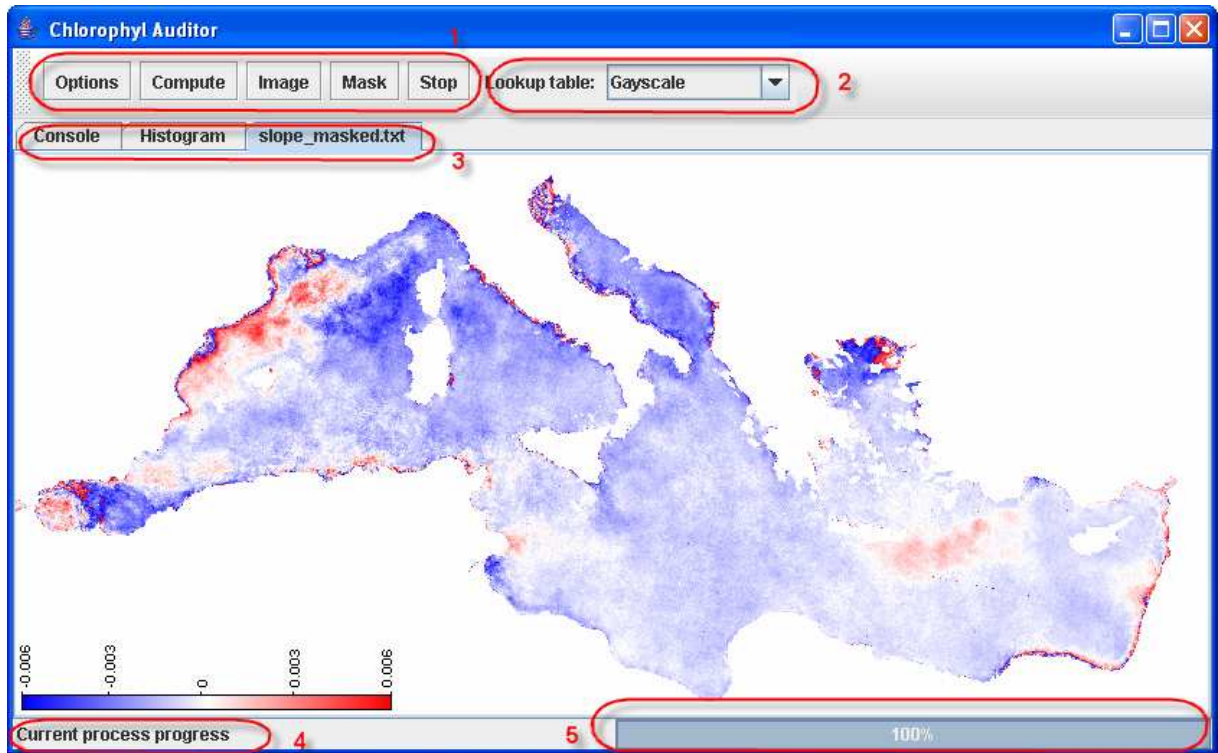 Chlorophyl Auditor
1
Options Compute Image Mask Stop Lookup table: Gayscale 2
Console Histogram slope_masked.txt
3
-0.006 -0.003 0 0.003 0.006
Current process progress 4 5 100%